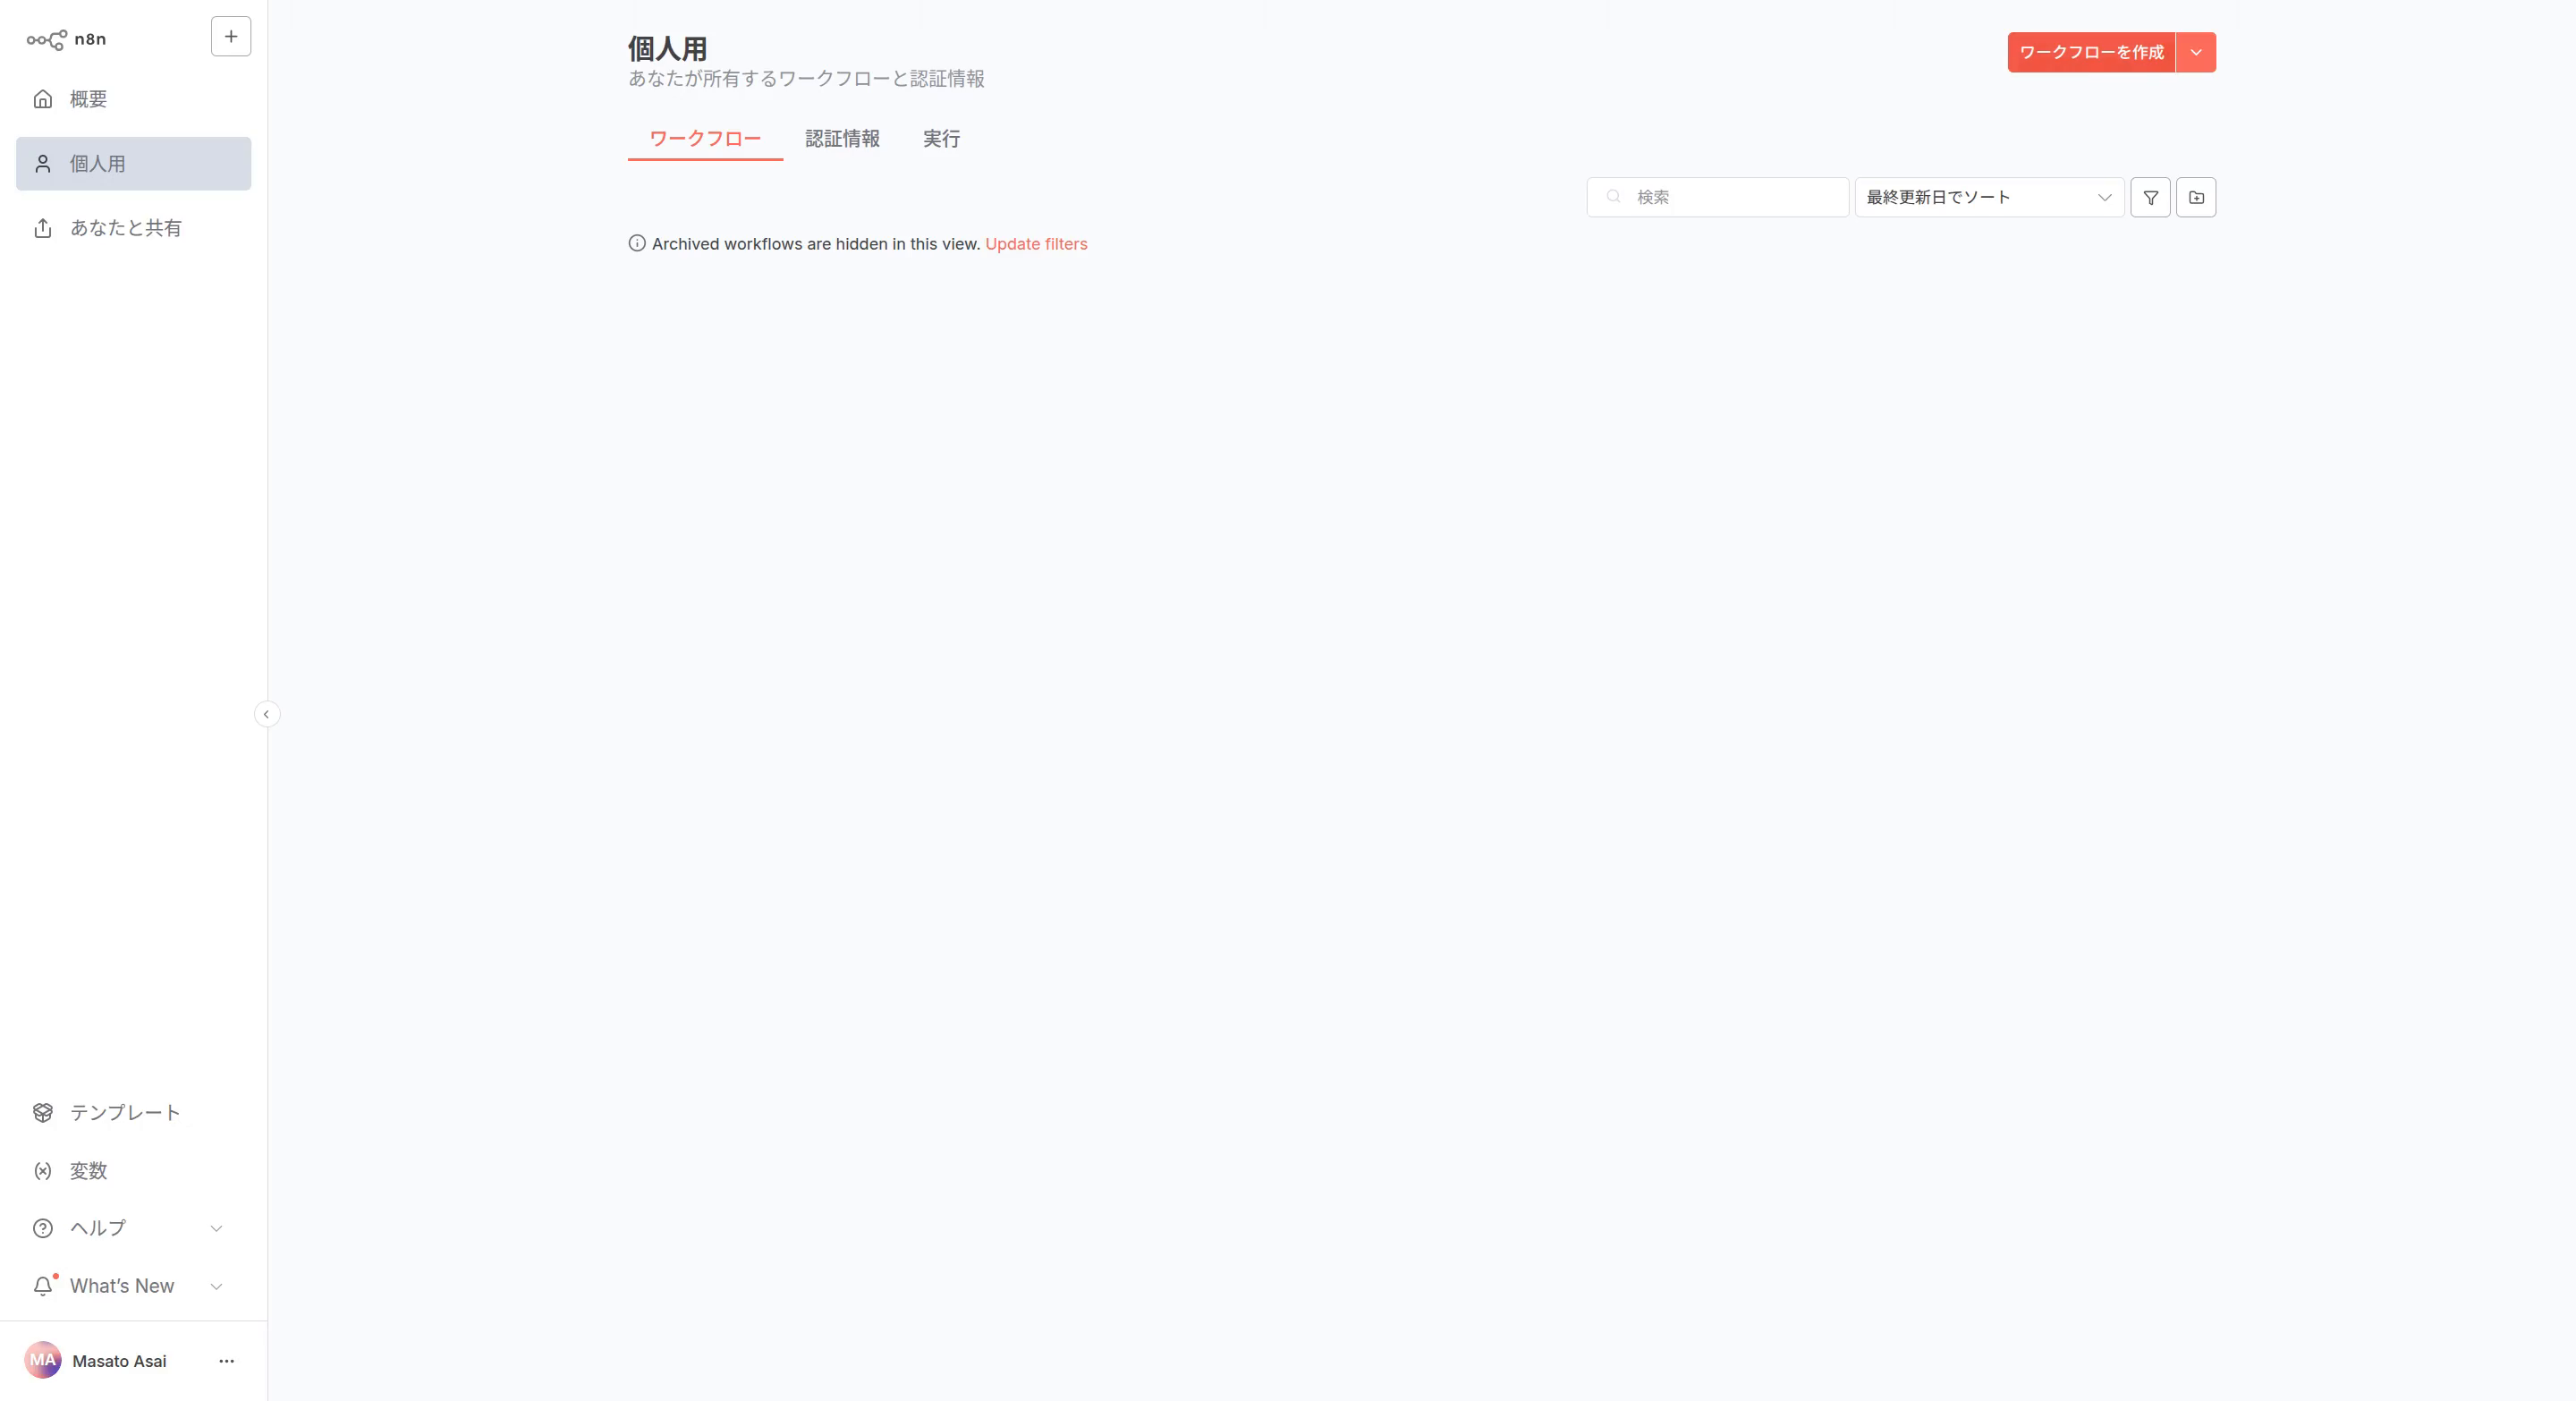 n8n
概要
個人用
あなたと共有
テンプレート
変数
ヘルプ
What's New
MA Masato Asai
個人用
あなたが所有するワークフローと認証情報
ワークフローを作成
ワークフロー 認証情報 実行
検索 最終更新日でソート
Archived workflows are hidden in this view. Update filters